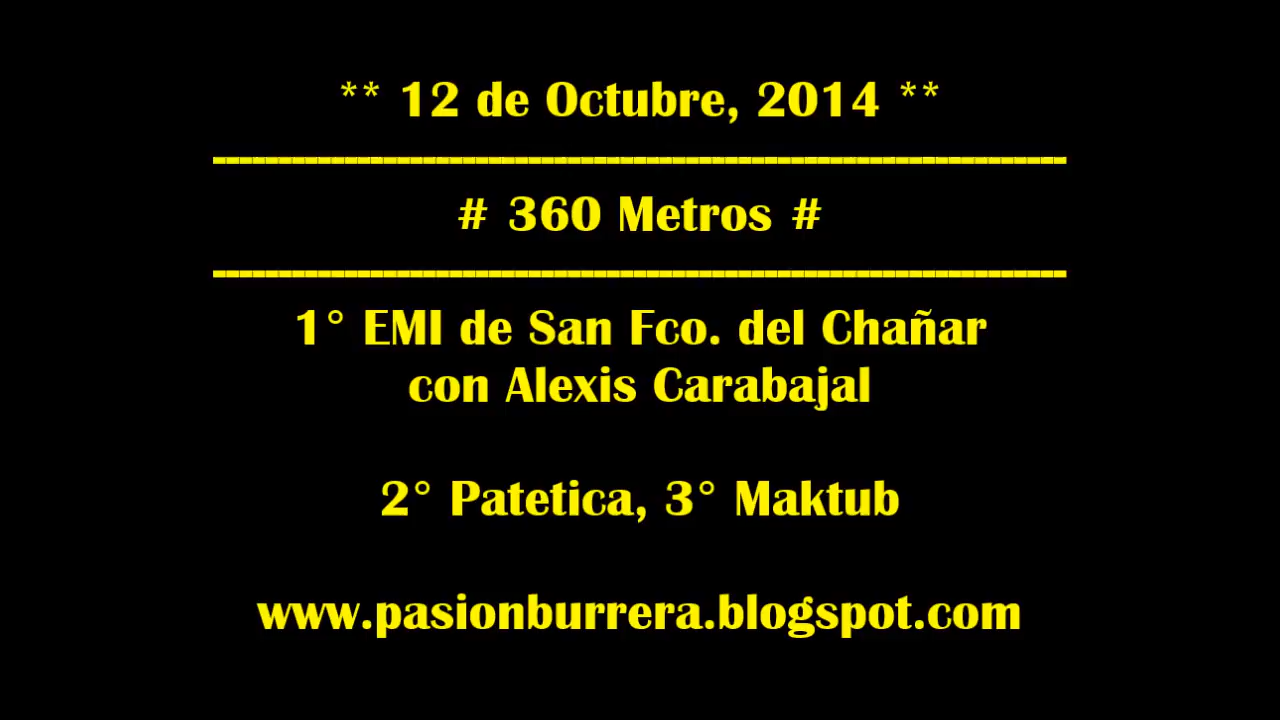 ** 12 de Octubre, 2014 **
-----------------------------------------------------------------
# 360 Metros #
-----------------------------------------------------------------
1° EMI de San Fco. del Chañar
con Alexis Carabajal
2° Patetica, 3° Maktub
www.pasionburrera.blogspot.com